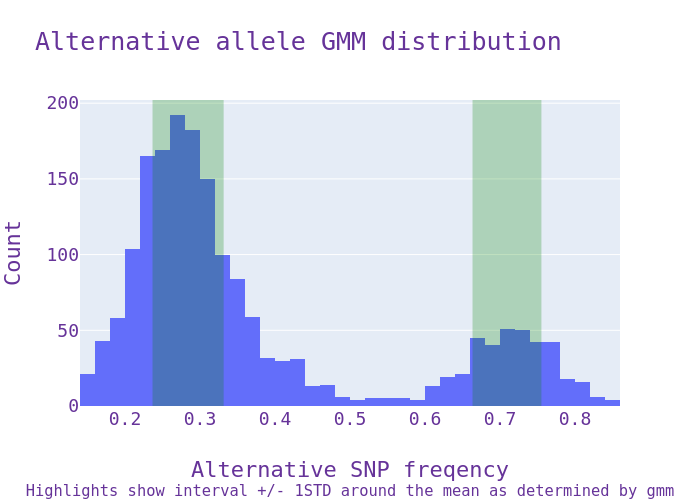 Alternative allele GMM distribution
200
150
100
50
0
Count
0.2 0.3 0.4 0.5 0.6 0.7 0.8
Alternative SNP freqency
Highlights show interval +/- 1STD around the mean as determined by gmm